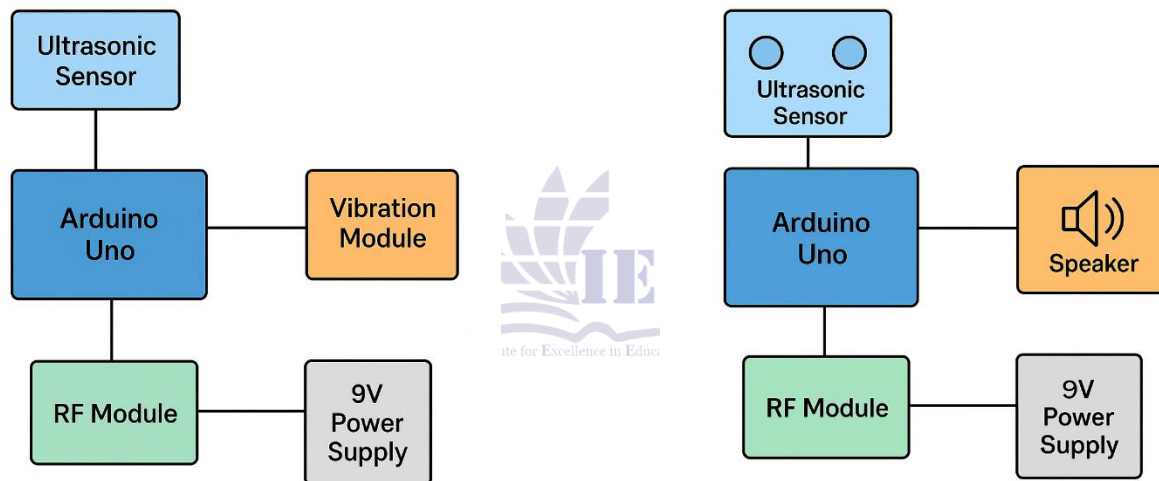 Ultrasonic
Sensor
Arduino
Uno
Vibration
Module
RF Module
9V
Power
Supply
IE
te for Excellence in Educa
Ultrasonic
Sensor
Arduino
Uno
Speaker
RF Module
9V
Power
Supply